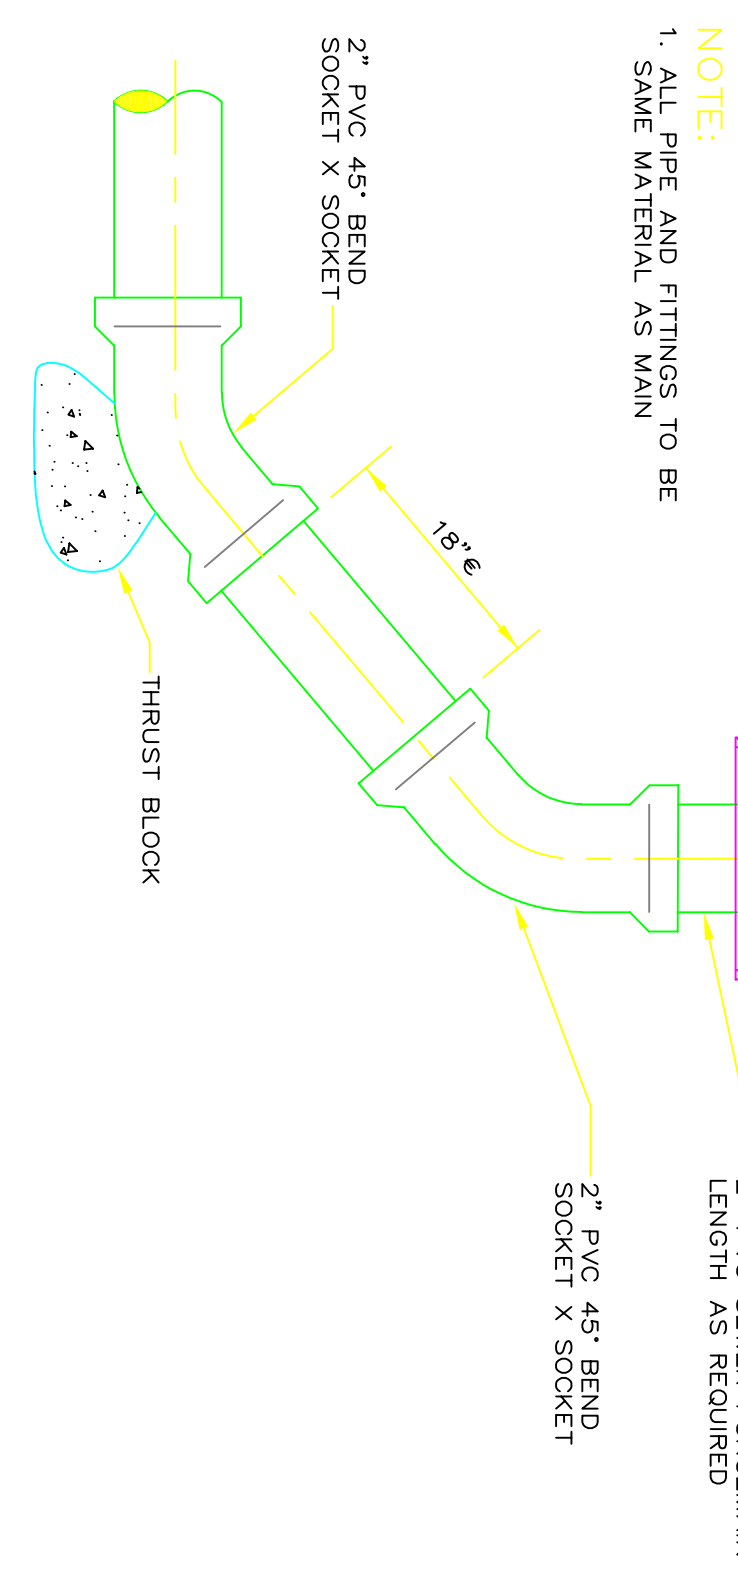 NOTE:
1. ALL PIPE AND FITTINGS TO BE
SAME MATERIAL AS MAIN
2" PVC 45° BEND
SOCKET X SOCKET
18"€
THRUST BLOCK
2" PVC 45° BEND
SOCKET X SOCKET
LENGTH AS REQUIRED